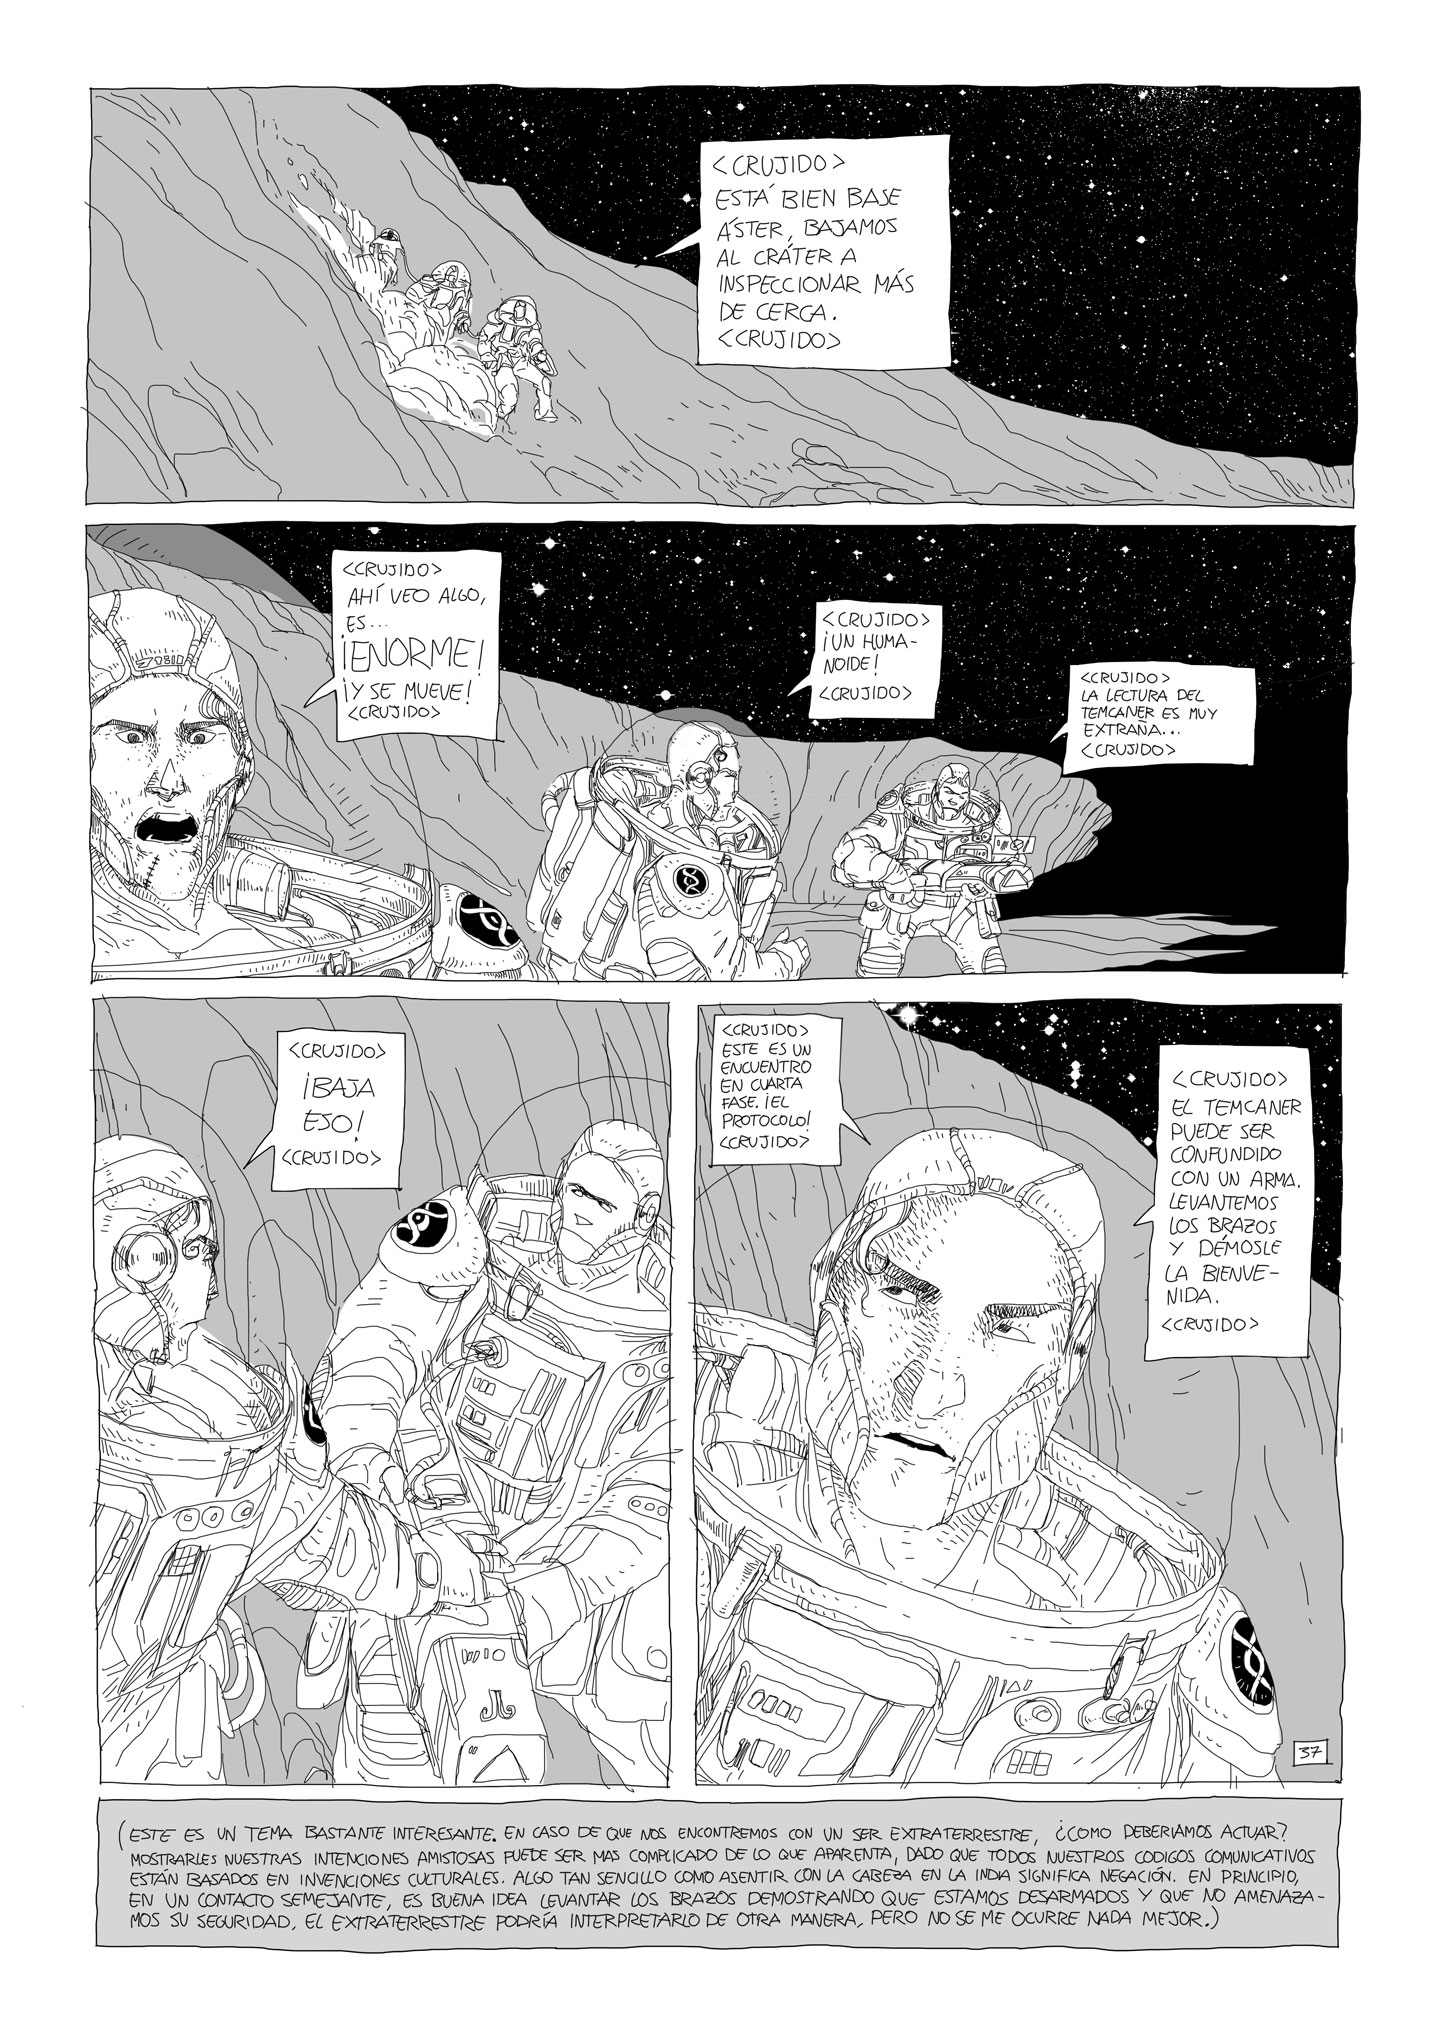 <CRUJIDO>
ESTÁ BIEN BASE
ÁSTER, BAJAMOS
AL CRÁTER A
INSPECCIONAR MÁS
DE CERCA.
<CRUJIDO>
<CRUJIDO>
AHÍ VEO ALGO,
ES...
¡ENORME!
¡Y SE MUEVE!
<CRUJIDO>
<CRUJIDO>
¡UN HUMA-
NOIDE!
<CRUJIDO>
<CRUJIDO>
LA LECTURA DEL
TEMCANER ES MUY
EXTRAÑA...
<CRUJIDO>
<CRUJIDO>
¡BAJA
ESO!
<CRUJIDO>
<CRUJIDO>
ESTE ES UN
ENCUENTRO
EN CUARTA
FASE. ¡EL
PROTOCOLO!
<CRUJIDO>
<CRUJIDO>
EL TEMCANER
PUEDE SER
CONFUNDIDO
CON UN ARMA.
LEVANTEMOS
LOS BRAZOS
Y DÉMOSLE
LA BIENVE-
NIDA.
<CRUJIDO>
37
(ESTE ES UN TEMA BASTANTE INTERESANTE. EN CASO DE QUE NOS ENCONTREMOS CON UN SER EXTRATERRESTRE, ¿COMO DEBERIAMOS ACTUAR?
MOSTRARLES NUESTRAS INTENCIONES AMISTOSAS PUEDE SER MAS COMPLICADO DE LO QUE APARENTA, DADO QUE TODOS NUESTROS CODIGOS COMUNICATIVOS
ESTÁN BASADOS EN INVENCIONES CULTURALES. ALGO TAN SENCILLO COMO ASENTIR CON LA CABEZA EN LA INDIA SIGNIFICA NEGACIÓN. EN PRINCIPIO,
EN UN CONTACTO SEMEJANTE, ES BUENA IDEA LEVANTAR LOS BRAZOS DEMOSTRANDO QUE ESTAMOS DESARMADOS Y QUE NO AMENAZA-
MOS SU SEGURIDAD, EL EXTRATERRESTRE PODRÍA INTERPRETARLO DE OTRA MANERA, PERO NO SE ME OCURRE NADA MEJOR.)